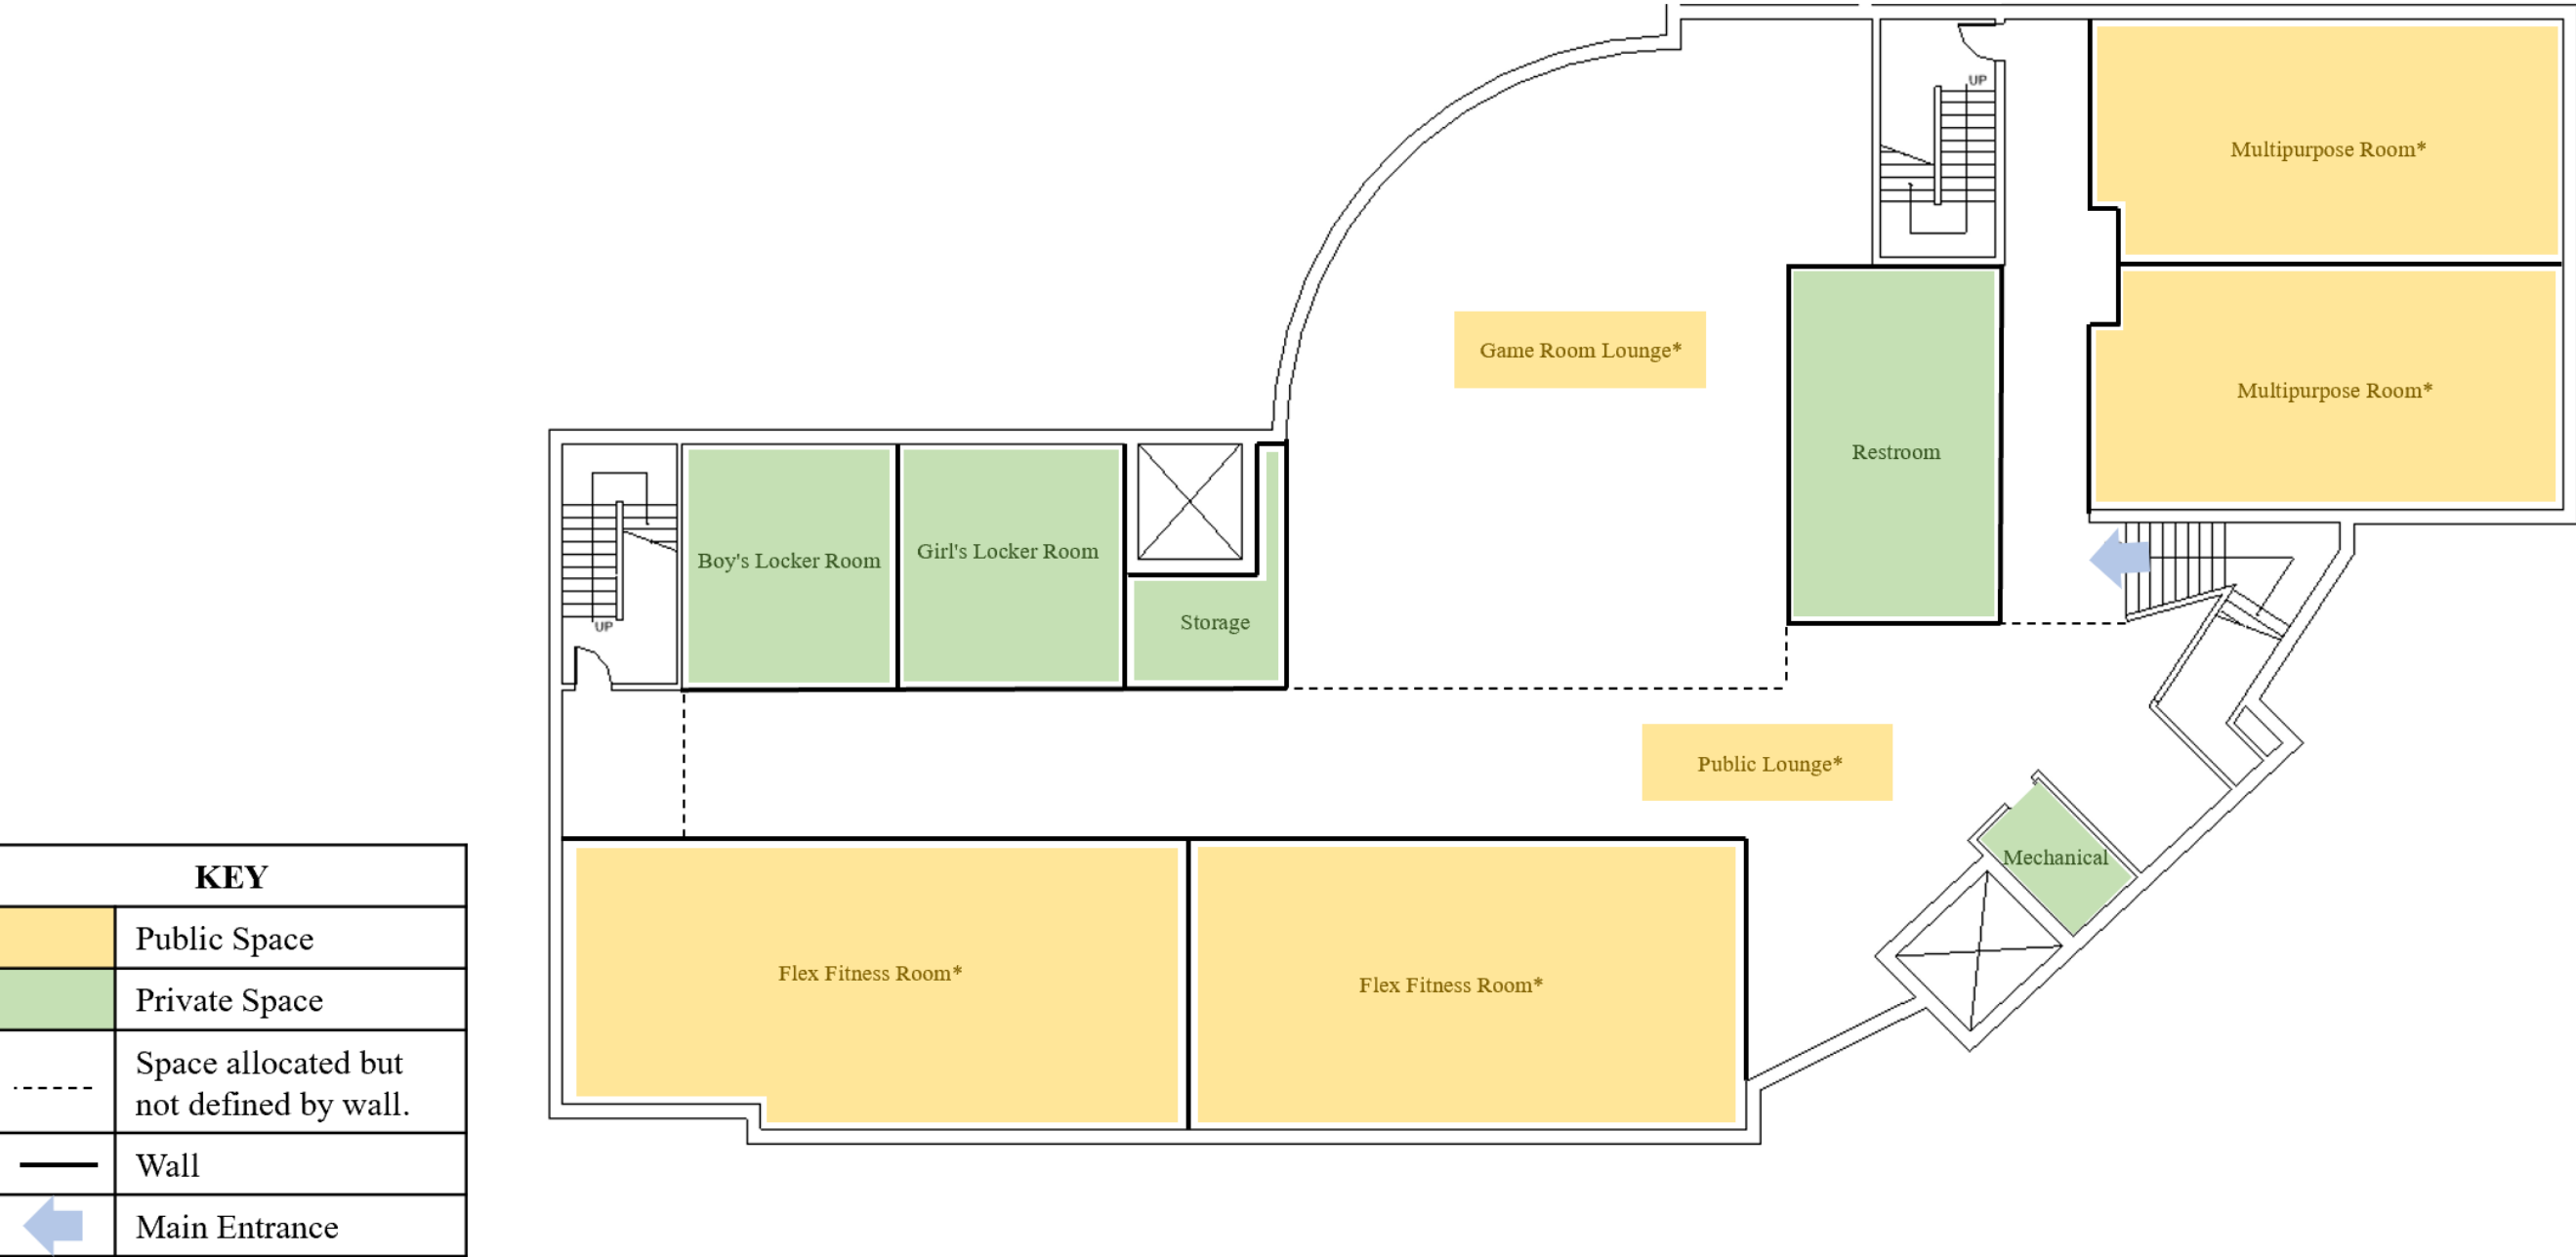 UP
Multipurpose Room*
Game Room Lounge*
Multipurpose Room*
Restroom
Boy's Locker Room
Girl's Locker Room
Storage
UP
Public Lounge*
Mechanical
Flex Fitness Room*
Flex Fitness Room*
KEY
Public Space
Private Space
Space allocated but
not defined by wall.
Wall
Main Entrance